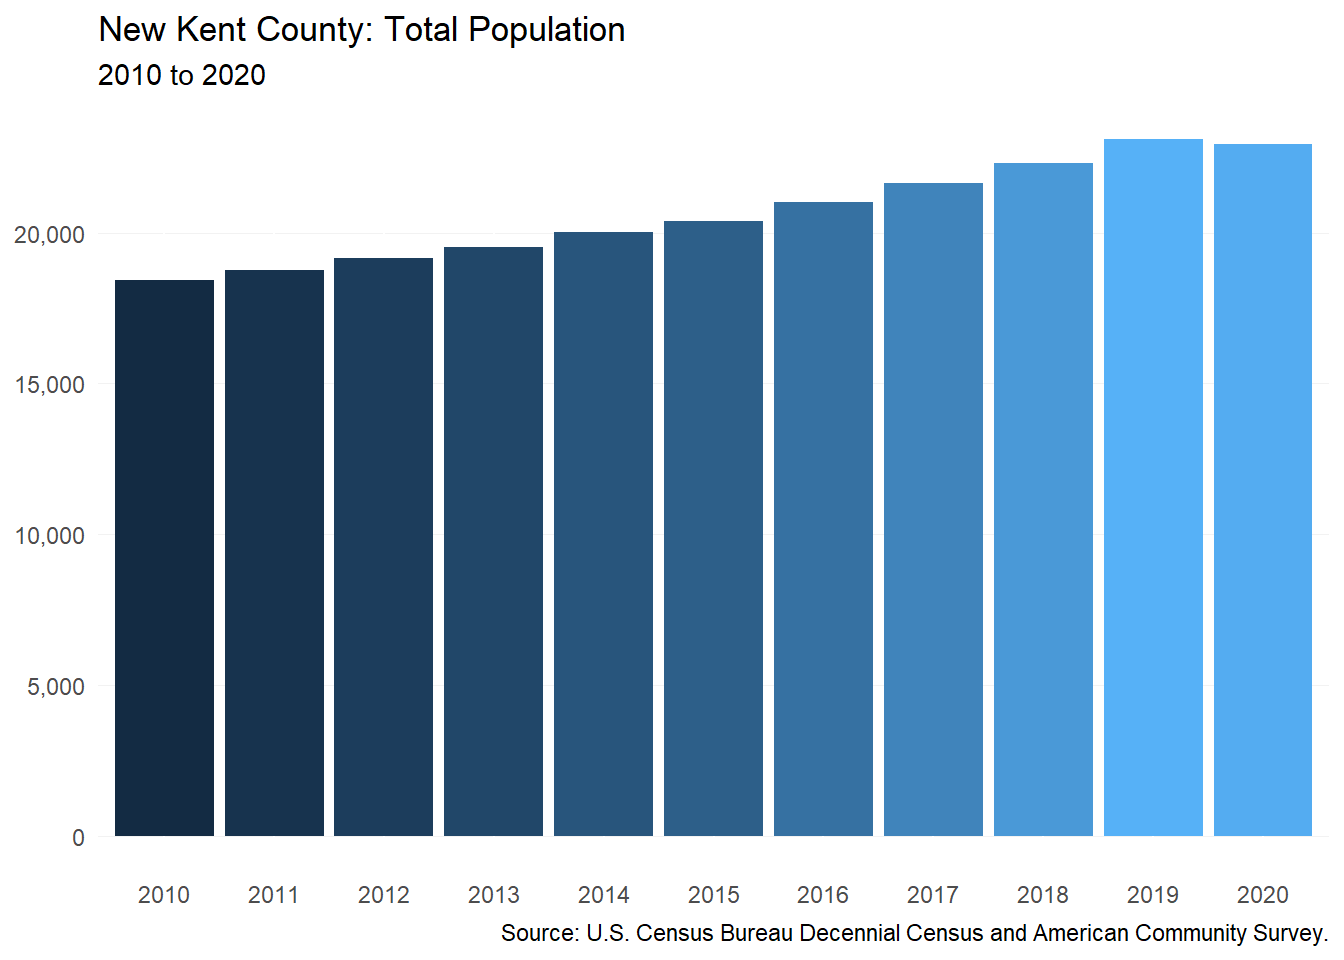 New Kent County: Total Population
2010 to 2020
20,000
15,000
10,000
5,000
0
2010 2011 2012 2013 2014 2015 2016 2017 2018 2019 2020
Source: U.S. Census Bureau Decennial Census and American Community Survey.